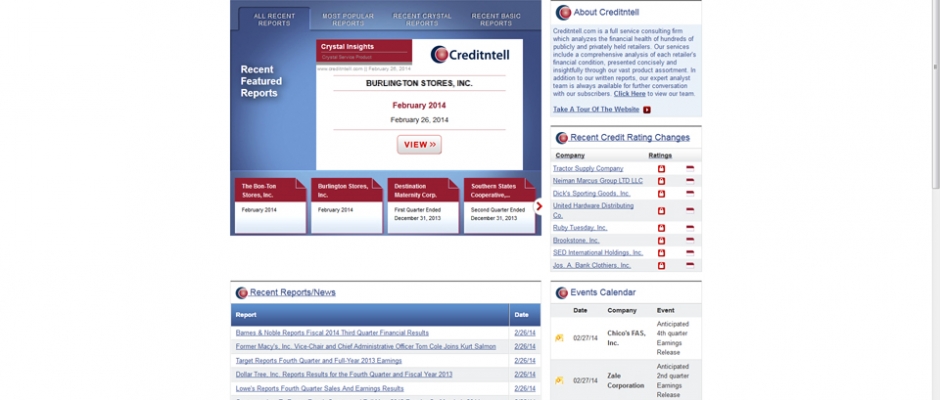 ALL RECENT
REPORTS
MOST POPULAR
REPORTS
RECENT CRYSTAL
REPORTS
RECENT BASIC
REPORTS
Recent
Featured
Reports
Crystal Insights
Crystal Service Product
www.creditntell.com || February 26, 2014
Creditntell
BURLINGTON STORES, INC.
February 2014
February 26, 2014
VIEW »
The Bon-Ton
Stores, Inc.
February 2014
Burlington Stores,
Inc.
February 2014
Destination
Maternity Corp.
First Quarter Ended
December 31, 2013
Southern States
Cooperative,...
Second Quarter Ended
December 31, 2013
About Creditntell
Creditntell.com is a full service consulting firm
which analyzes the financial health of hundreds of
publicly and privately held retailers. Our services
include a comprehensive analysis of each retailer's
financial condition, presented concisely and
insightfully through our vast product assortment. In
addition to our written reports, our expert analyst
team is always available for further conversation
with our subscribers. Click Here to view our team.
Take A Tour Of The Website
Recent Credit Rating Changes
Company Ratings
Tractor Supply Company
Neiman Marcus Group LTD LLC
Dick's Sporting Goods, Inc.
United Hardware Distributing
Co.
Ruby Tuesday, Inc.
Brookstone, Inc.
SED International Holdings, Inc.
Jos. A. Bank Clothiers, Inc.
Recent Reports/News
Report Date
Barnes & Noble Reports Fiscal 2014 Third Quarter Financial Results 2/26/14
Former Macy's, Inc. Vice-Chair and Chief Administrative Officer Tom Cole Joins Kurt Salmon 2/26/14
Target Reports Fourth Quarter and Full-Year 2013 Earnings 2/26/14
Dollar Tree, Inc. Reports Results for the Fourth Quarter and Fiscal Year 2013 2/26/14
Lowe's Reports Fourth Quarter Sales And Earnings Results 2/26/14
Events Calendar
Date Company Event
02/27/14
Chico's FAS,
Inc.
Anticipated
4th quarter
Earnings
Release
02/27/14
Zale
Corporation
Anticipated
2nd quarter
Earnings
Release